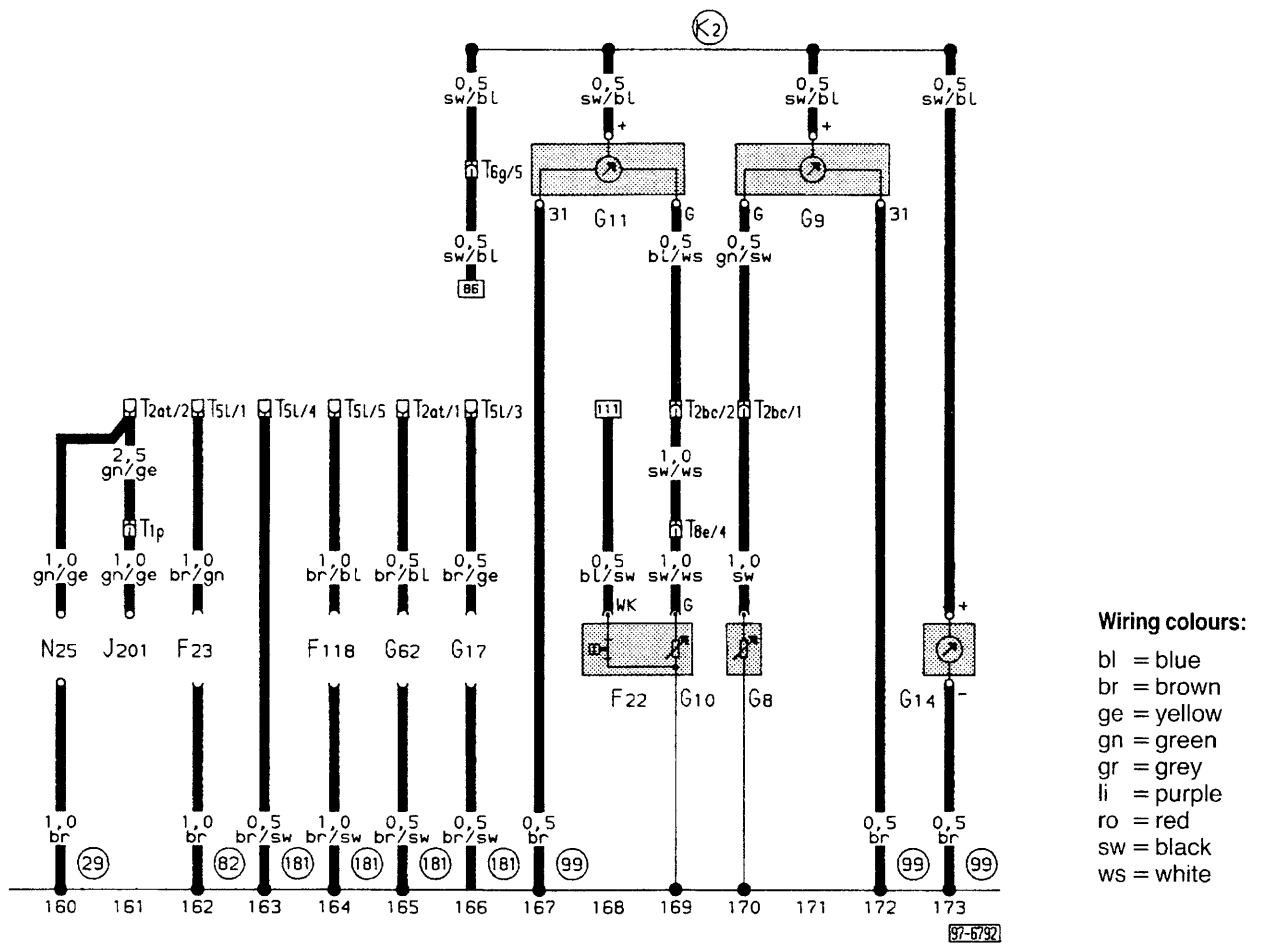 K2
0,5 0,5 0,5 0,5
sw/bl sw/bl sw/bl sw/bl
+ +
T6g/5
31 G11 G G G9 31
0,5 0,5 0,5
sw/bl bl/ws gn/sw
86
T2at/2 T5l/1 T5l/4 T5l/5 T2at/1 T5l/3 111 T2bc/2 T2bc/1
2,5 1,0
gn/ge sw/ws
T1p T8e/4
1,0 1,0 1,0 1,0 0,5 0,5 0,5 1,0 1,0
gn/ge gn/ge br/gn br/bl br/bl br/ge bl/sw sw/ws sw
WK G +
N25 J201 F23 F118 G62 G17
F22 G10 G8 G14 -
1,0 1,0 0,5 1,0 0,5 0,5 0,5 0,5 0,5
br br br/sw br/sw br/sw br/sw br br br
29 82 181 181 181 181 99 99 99
160 161 162 163 164 165 166 167 168 169 170 171 172 173
97-6792
Wiring colours:
bl = blue
br = brown
ge = yellow
gn = green
gr = grey
li = purple
ro = red
sw = black
ws = white